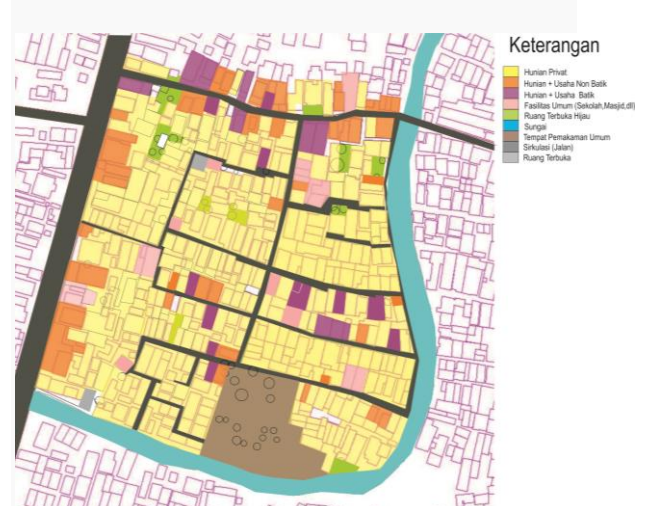 Keterangan
Hunian Privat
Hunian + Usaha Non Batik
Hunian + Usaha Batik
Fasilitas Umum (Sekolah,Masjid,dll)
Ruang Terbuka Hijau
Sungai
Tempat Pemakaman Umum
Sirkulasi (Jalan)
Ruang Terbuka